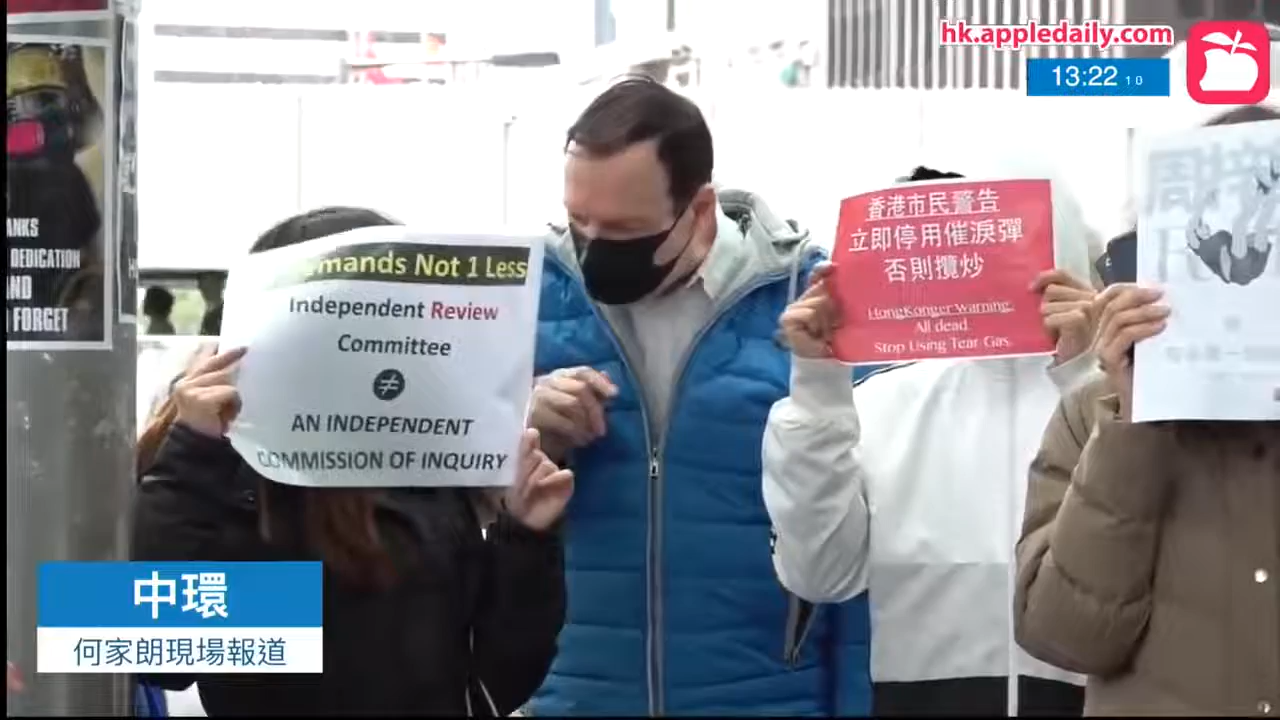 hk.appledaily.com
13:22
ANKS
DEDICATION
AND
FORGET
emands Not 1 Less
Independent Review
Committee
≠
AN INDEPENDENT
COMMISSION OF INQUIRY
香港市民警告
立即停用催淚彈
否則攬炒
HongKonger Warning.
All dead
Stop Using Tear Gas.
中環
何家朗現場報道